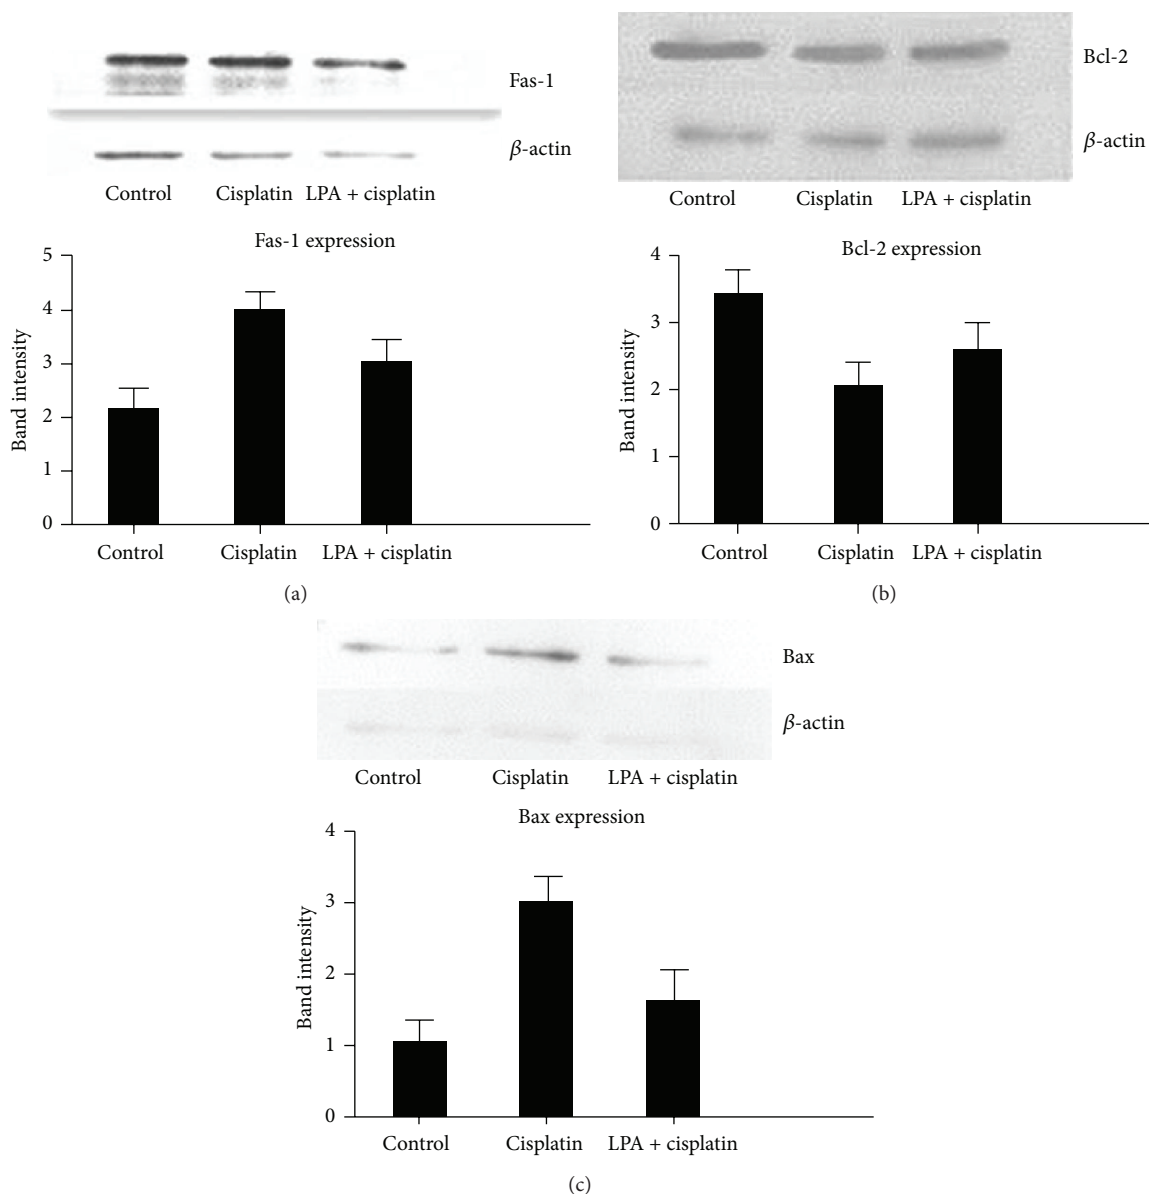 Fas-1
β-actin
Control Cisplatin LPA + cisplatin
Fas-1 expression
5
4
3
2
1
0
Band intensity
Control Cisplatin LPA + cisplatin
(a)
Bcl-2
β-actin
Control Cisplatin LPA + cisplatin
Bcl-2 expression
4
3
2
1
0
Band intensity
Control Cisplatin LPA + cisplatin
(b)
Bax
β-actin
Control Cisplatin LPA + cisplatin
Bax expression
4
3
2
1
0
Band intensity
Control Cisplatin LPA + cisplatin
(c)